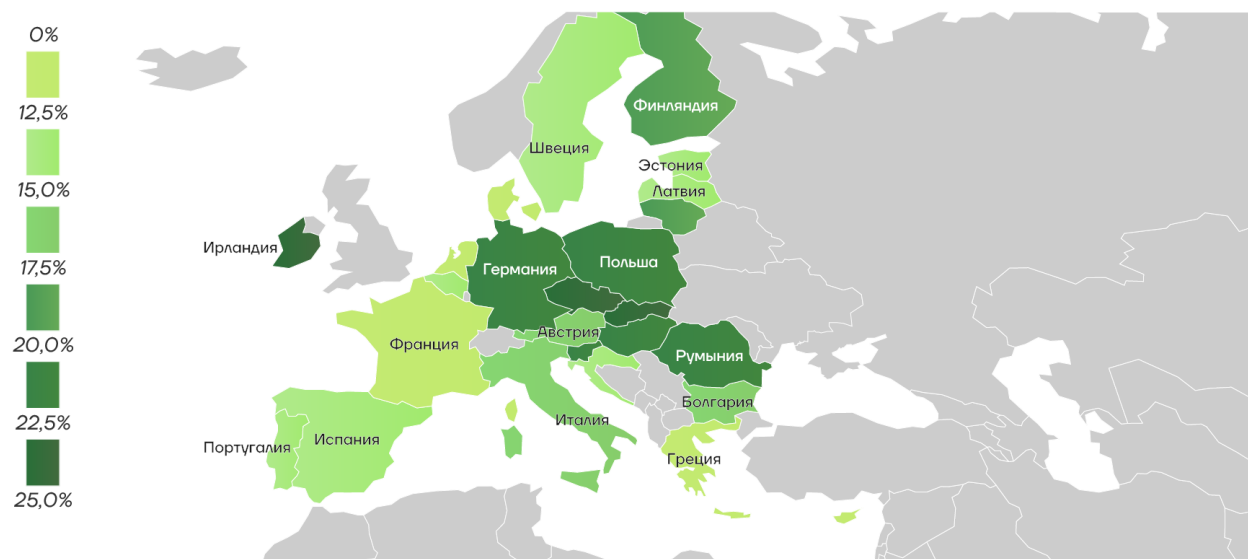 0%
12,5%
15,0%
17,5%
20,0%
22,5%
25,0%
Финляндия
Швеция
Эстония
Латвия
Ирландия
Германия
Польша
Австрия
Франция
Румыния
Болгария
Италия
Португалия
Испания
Греция